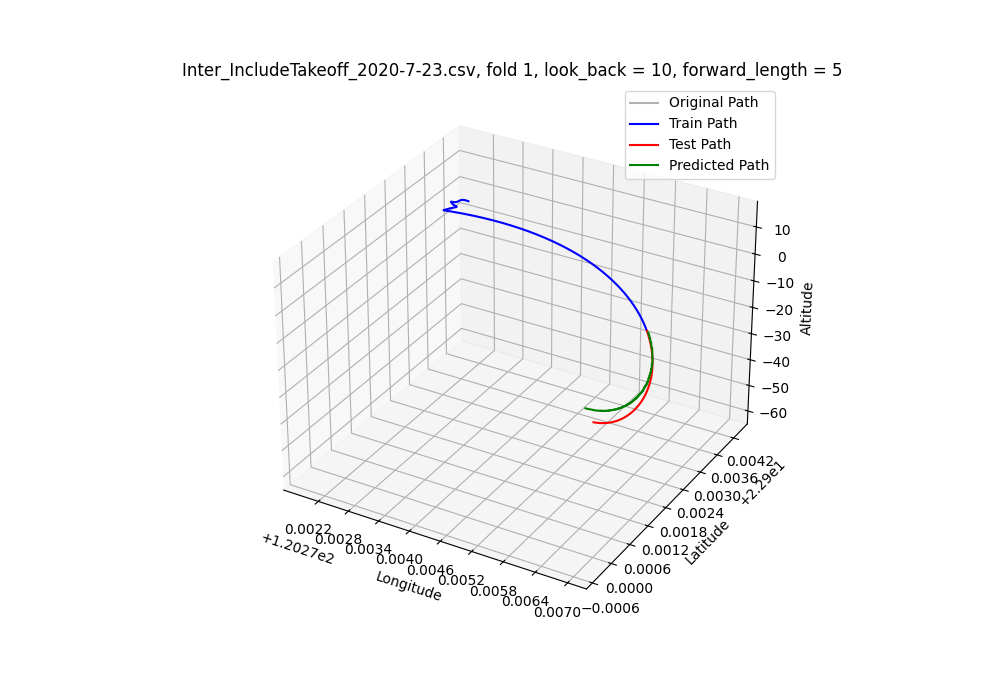 Inter_IncludeTakeoff_2020-7-23.csv, fold 1, look_back = 10, forward_length = 5
Original Path
Train Path
Test Path
Predicted Path
10
0
−10
−20
−30
−40
−50
−60
Altitude
0.0042
0.0036
0.0030
0.0024
0.0018
0.0012
0.0006
0.0000
−0.0006
+2.29e1
Latitude
0.0022
0.0028
0.0034
0.0040
0.0046
0.0052
0.0058
0.0064
0.0070
+1.2027e2
Longitude